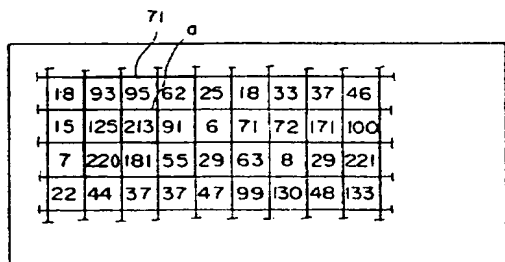 71
a
18 93 95 62 25 18 33 37 46
15 125 213 91 6 71 72 171 100
7 220 181 55 29 63 8 29 221
22 44 37 37 47 99 130 48 133